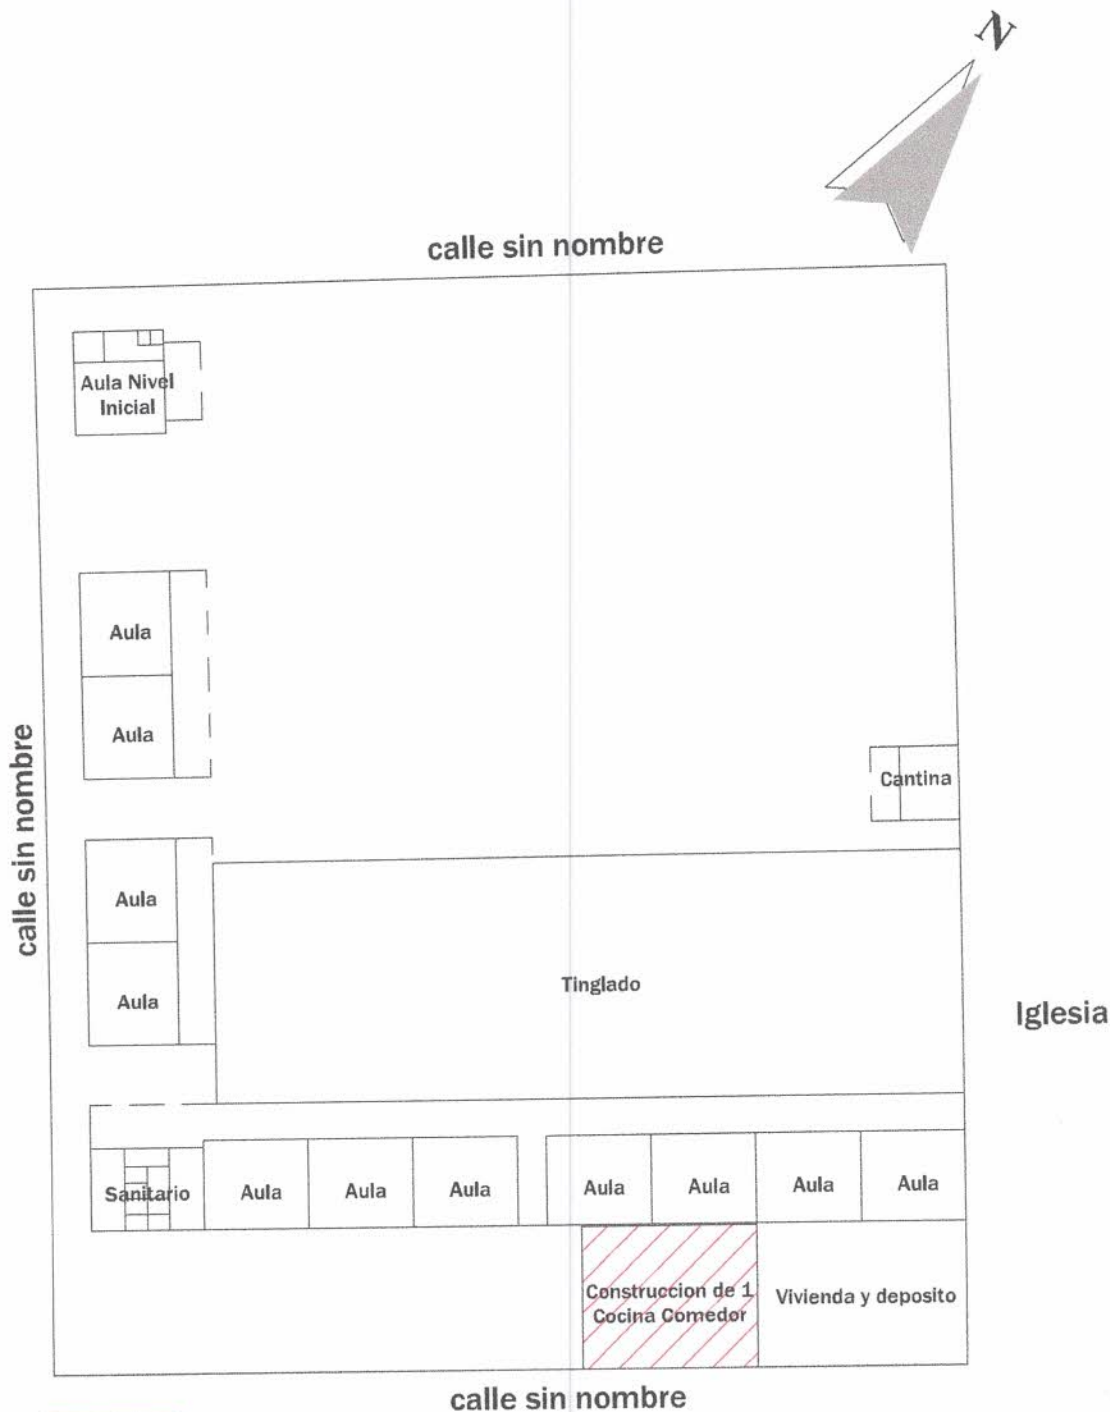 N
calle sin nombre
Aula Nivel
Inicial
Aula
Aula
calle sin nombre
Cantina
Aula
Aula
Tinglado
Iglesia
Sanitario
Aula
Aula
Aula
Aula
Aula
Aula
Aula
Construccion de 1
Cocina Comedor
Vivienda y deposito
calle sin nombre